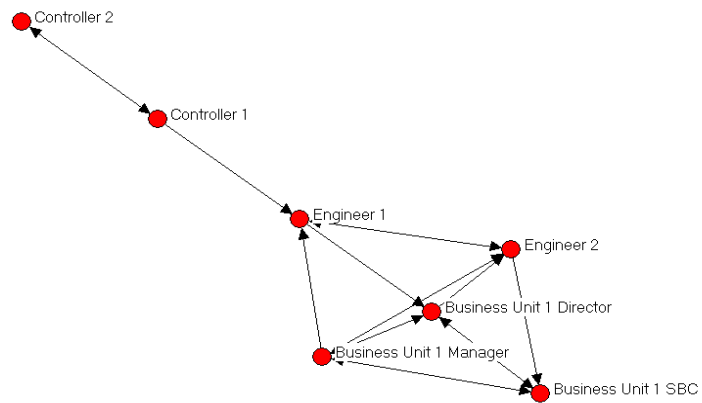 Controller 2
Controller 1
Engineer 1
Engineer 2
Business Unit 1 Director
Business Unit 1 Manager
Business Unit 1 SBC